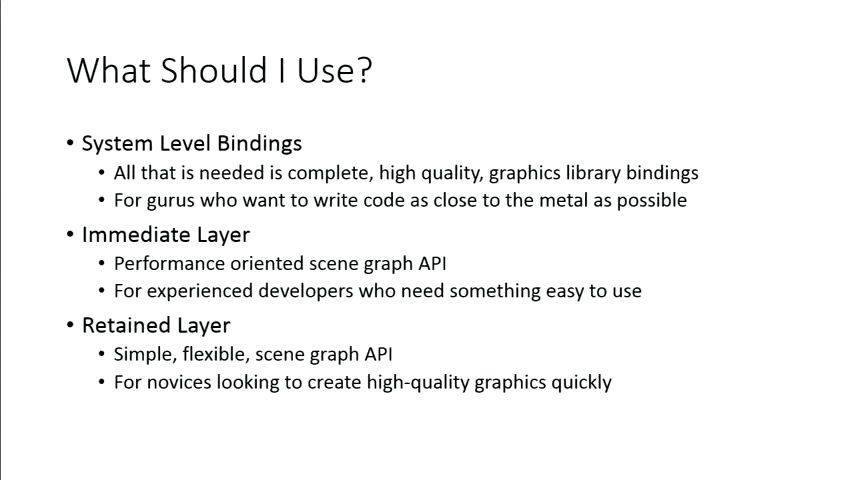 What Should I Use?
• System Level Bindings
• All that is needed is complete, high quality, graphics library bindings
• For gurus who want to write code as close to the metal as possible
• Immediate Layer
• Performance oriented scene graph API
• For experienced developers who need something easy to use
• Retained Layer
• Simple, flexible, scene graph API
• For novices looking to create high-quality graphics quickly